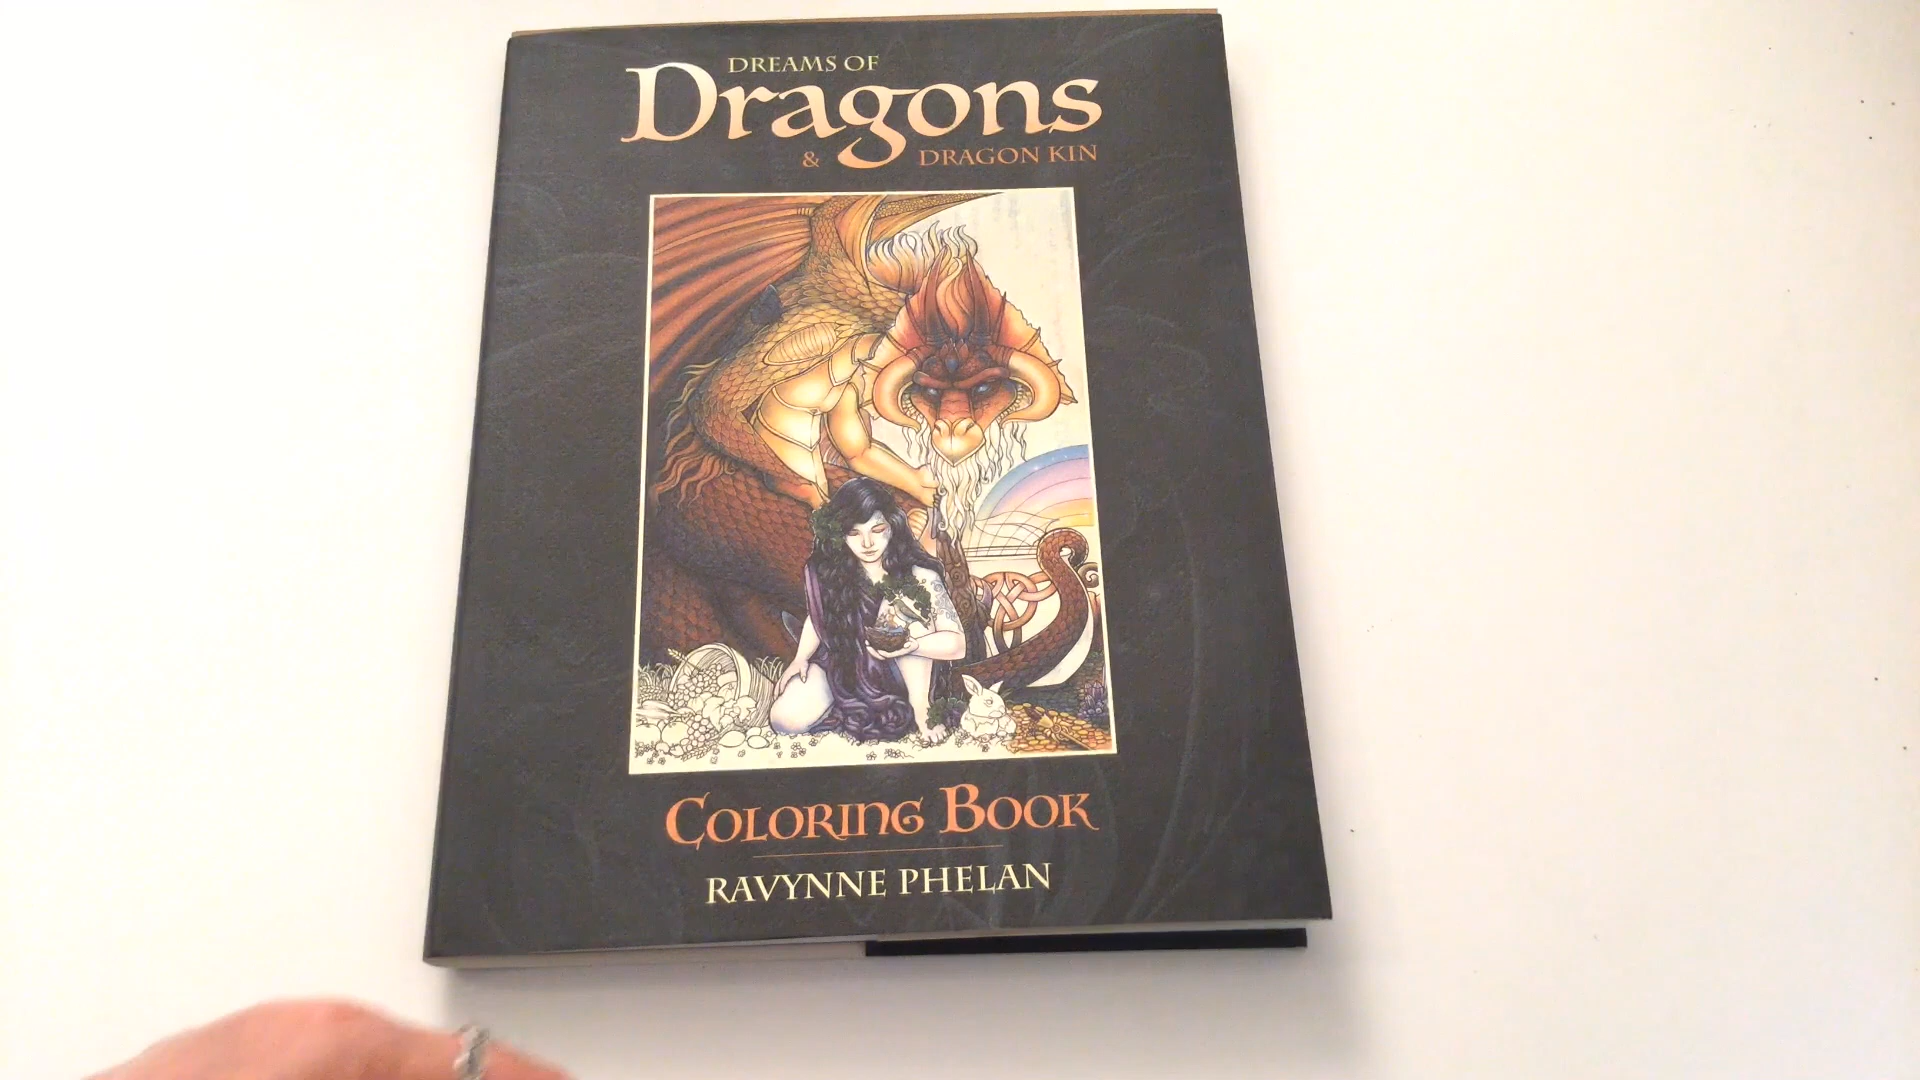 DREAMS OF
Dragons
& DRAGON KIN
COLORING BOOK
RAVYNNE PHELAN